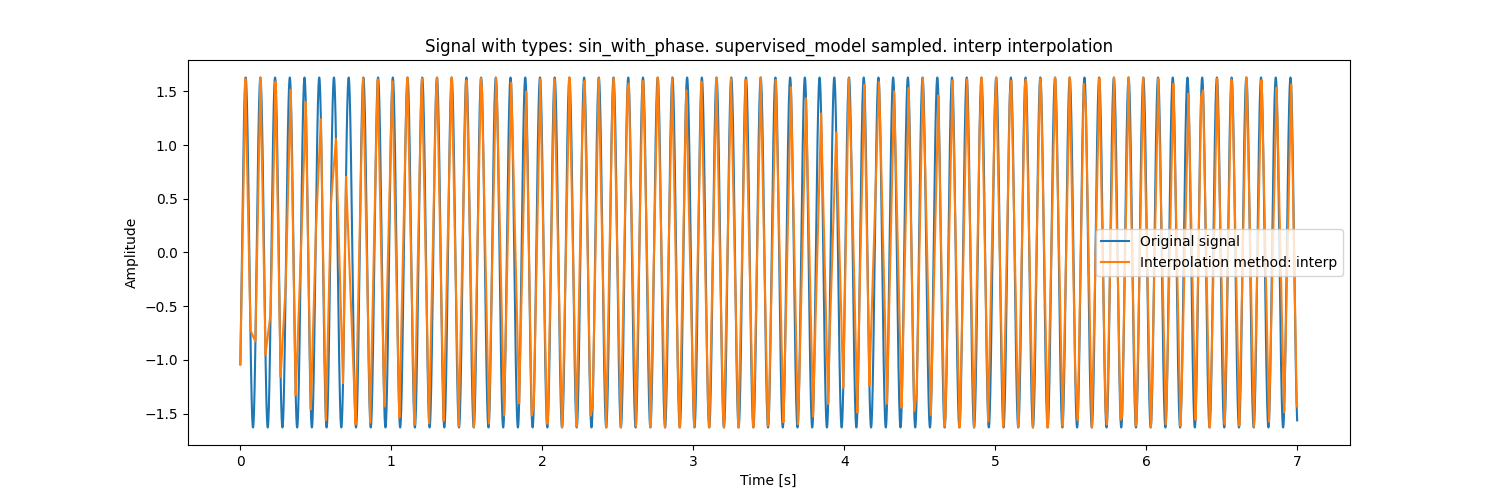 Signal with types: sin_with_phase. supervised_model sampled. interp interpolation
Amplitude
1.5
1.0
0.5
0.0
−0.5
−1.0
−1.5
Original signal
Interpolation method: interp
0 1 2 3 4 5 6 7
Time [s]